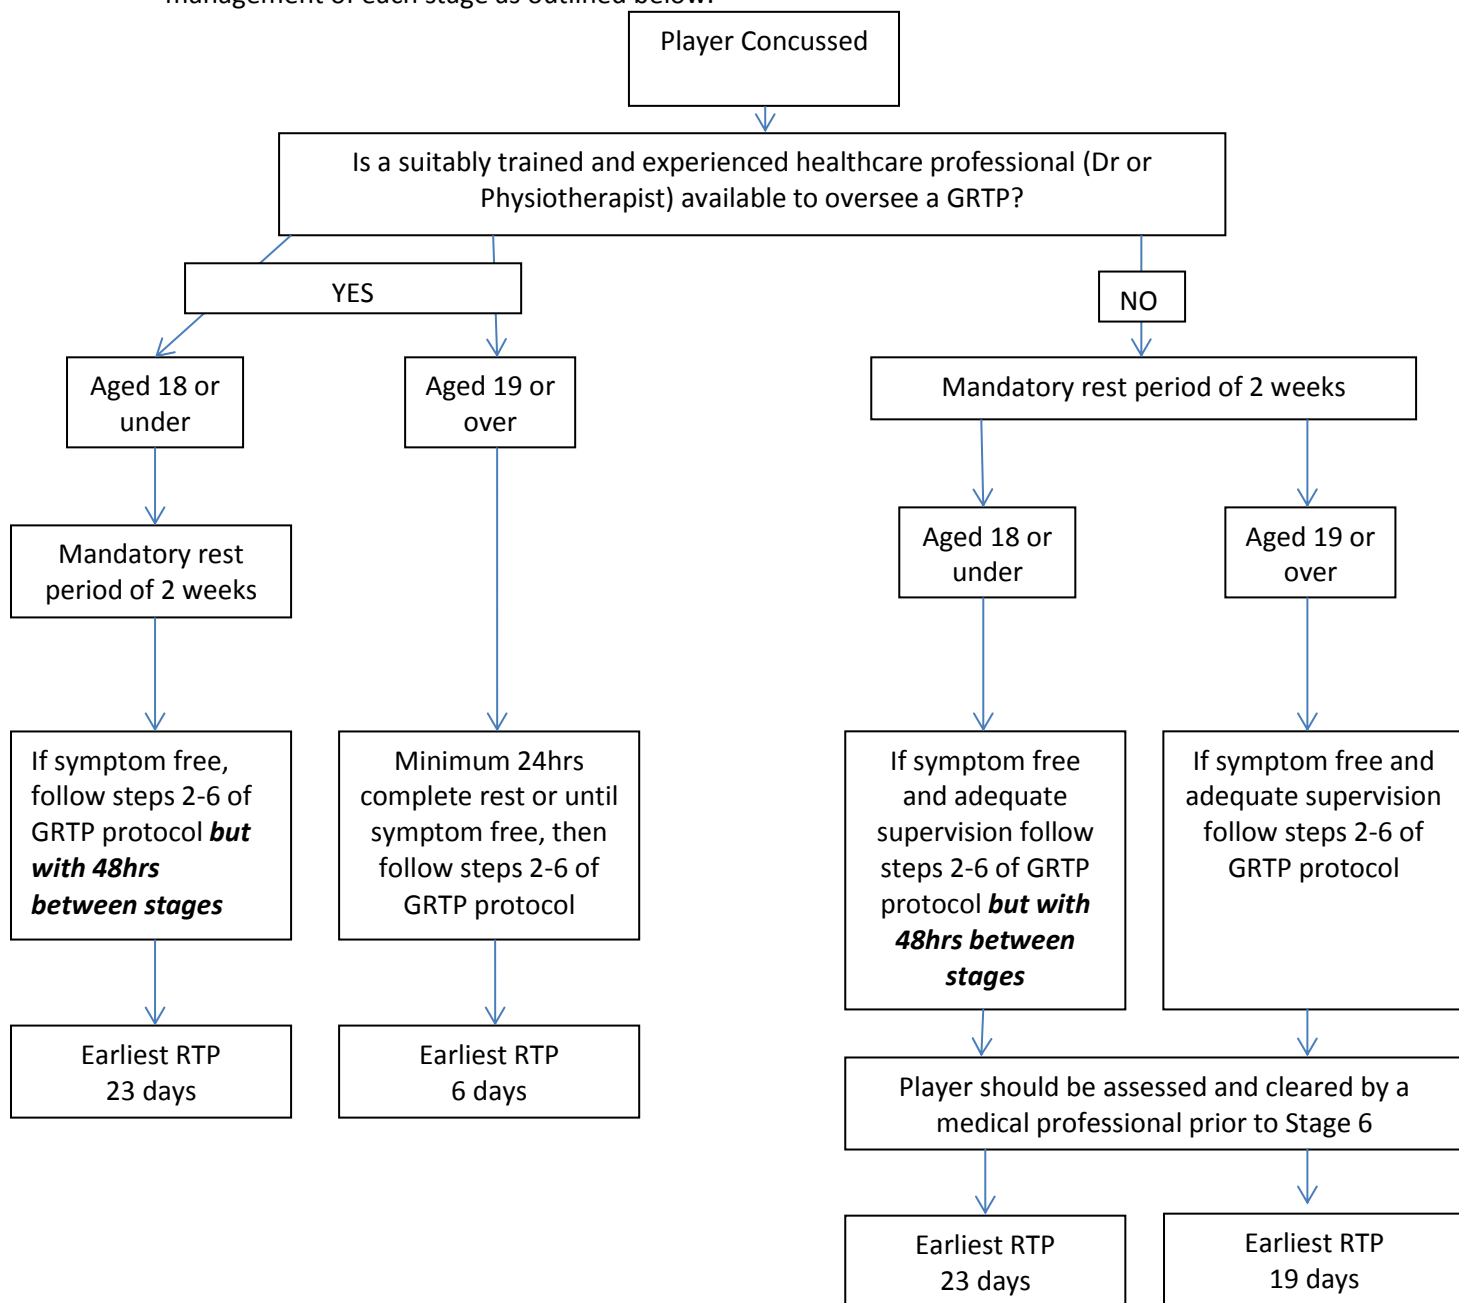 management of each stage as outlined below.
Player Concussed
Is a suitably trained and experienced healthcare professional (Dr or
Physiotherapist) available to oversee a GRTP?
YES
NO
Aged 18 or
under
Aged 19 or
over
Mandatory rest period of 2 weeks
Mandatory rest
period of 2 weeks
Aged 18 or
under
Aged 19 or
over
If symptom free,
follow steps 2-6 of
GRTP protocol but
with 48hrs
between stages
Minimum 24hrs
complete rest or until
symptom free, then
follow steps 2-6 of
GRTP protocol
If symptom free
and adequate
supervision follow
steps 2-6 of GRTP
protocol but with
48hrs between
stages
If symptom free and
adequate supervision
follow steps 2-6 of
GRTP protocol
Earliest RTP
23 days
Earliest RTP
6 days
Player should be assessed and cleared by a
medical professional prior to Stage 6
Earliest RTP
23 days
Earliest RTP
19 days